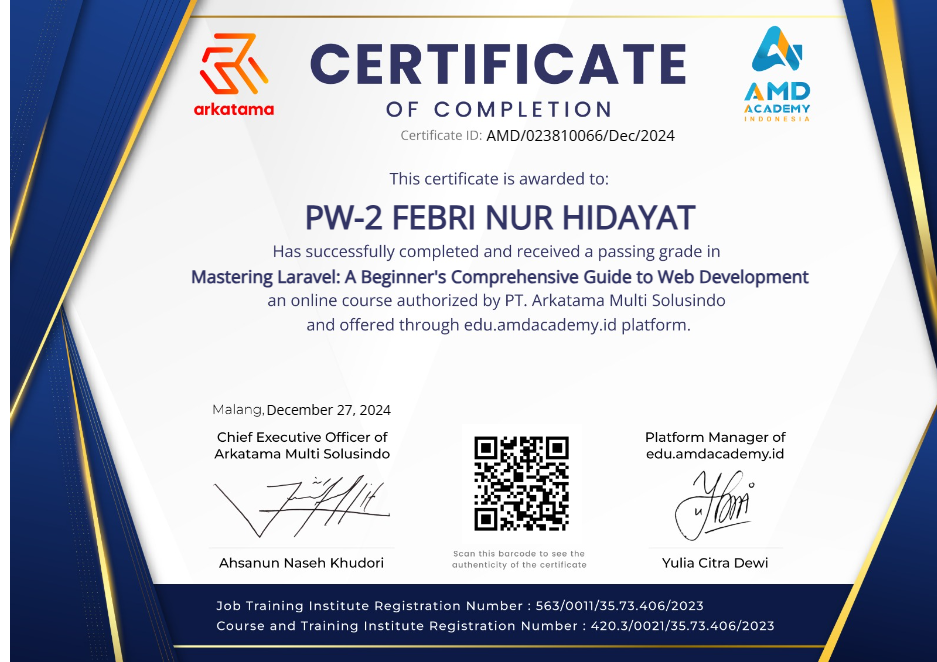 arkatama
CERTIFICATE
OF COMPLETION
Certificate ID: AMD/023810066/Dec/2024
AMD
ACADEMY
INDONESIA
This certificate is awarded to:
PW-2 FEBRI NUR HIDAYAT
Has successfully completed and received a passing grade in
Mastering Laravel: A Beginner's Comprehensive Guide to Web Development
an online course authorized by PT. Arkatama Multi Solusindo
and offered through edu.amdacademy.id platform.
Malang, December 27, 2024
Chief Executive Officer of
Arkatama Multi Solusindo
Ahsanun Naseh Khudori
Scan this barcode to see the
authenticity of the certificate
Platform Manager of
edu.amdacademy.id
Yulia Citra Dewi
Job Training Institute Registration Number : 563/0011/35.73.406/2023
Course and Training Institute Registration Number : 420.3/0021/35.73.406/2023